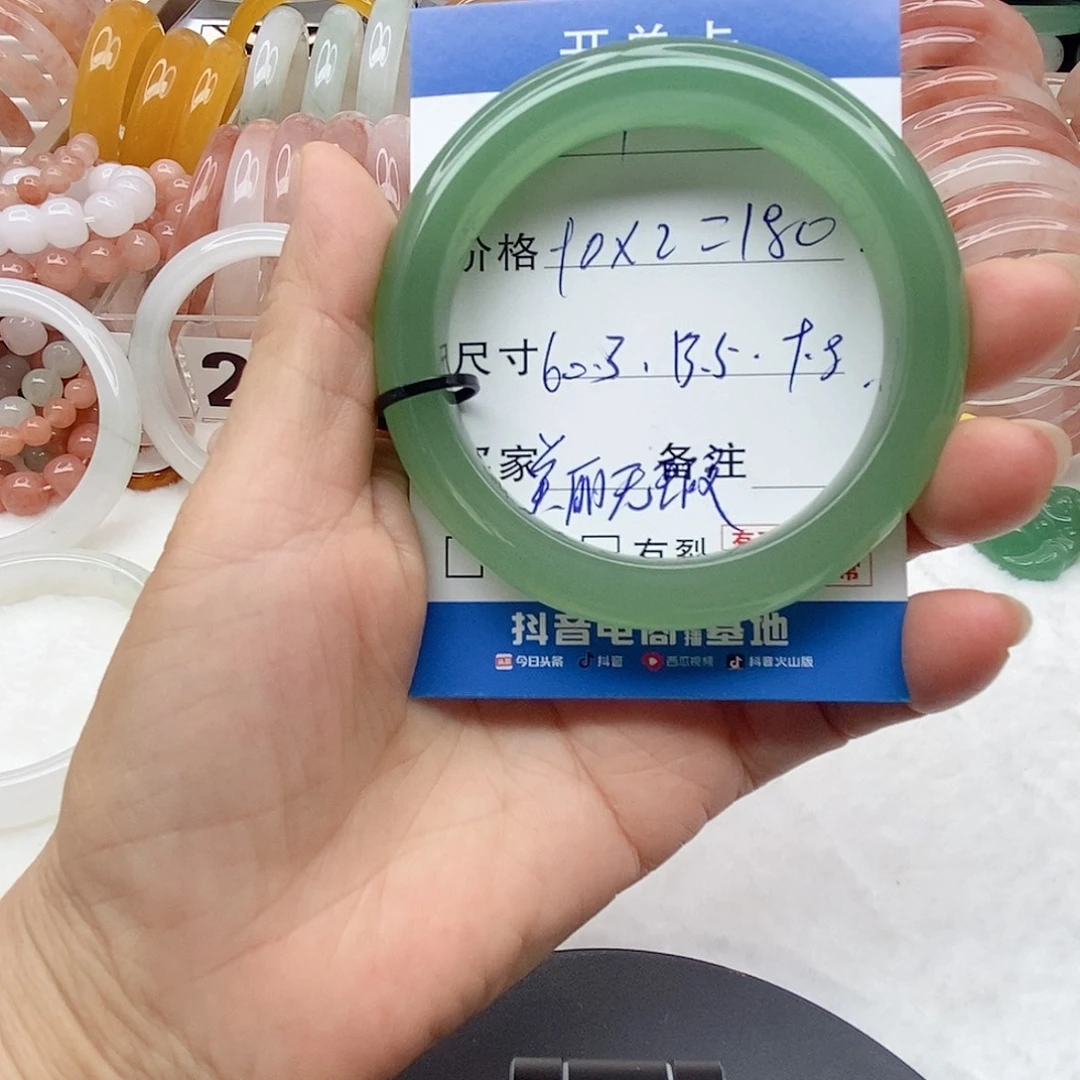 开单卡
价格 90X2=180
尺寸 60.3.13.5.7.8
家 美丽无瑕 备注
有裂
抖音电商直播基地
今日头条 抖音 西瓜视频 抖音火山版
2